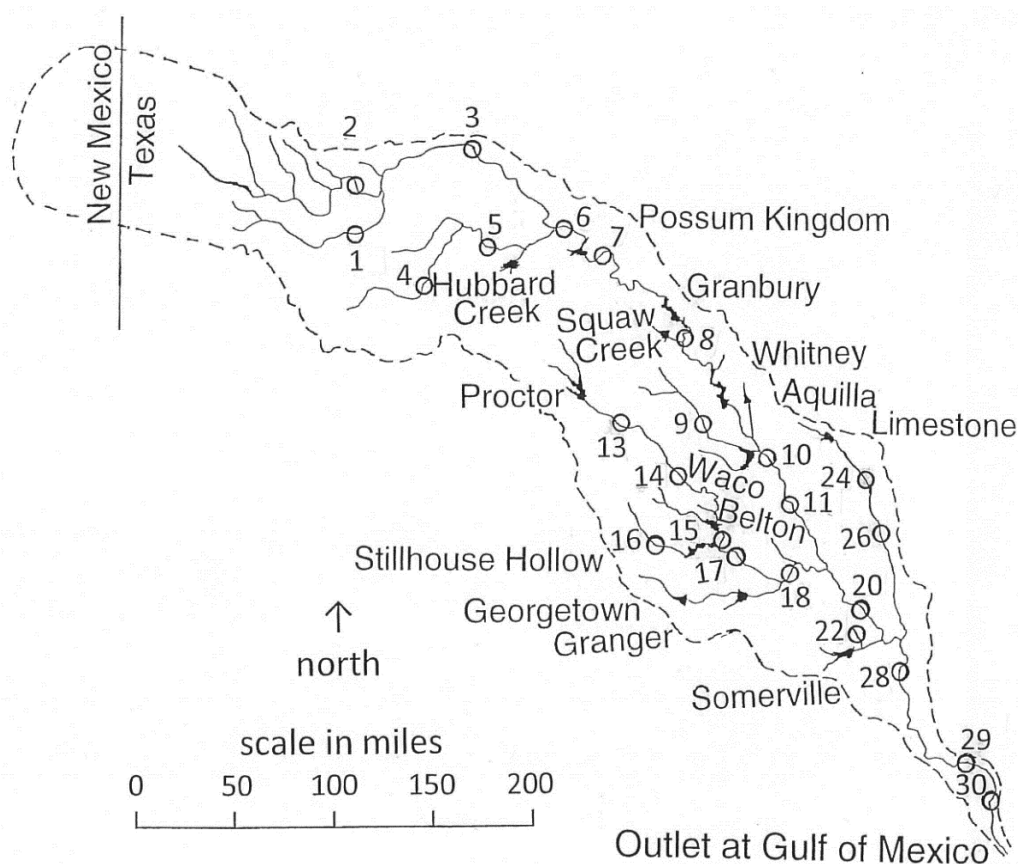 New Mexico
Texas
2
3
1
4
5
6
7
Possum Kingdom
Hubbard
Creek
Granbury
Squaw
Creek
8
Whitney
Proctor
Aquilla
Limestone
13
9
10
14
Waco
24
11
Belton
15
16
26
Stillhouse Hollow
17
18
20
Georgetown
22
Granger
north
28
Somerville
scale in miles
29
0 50 100 150 200
30
Outlet at Gulf of Mexico